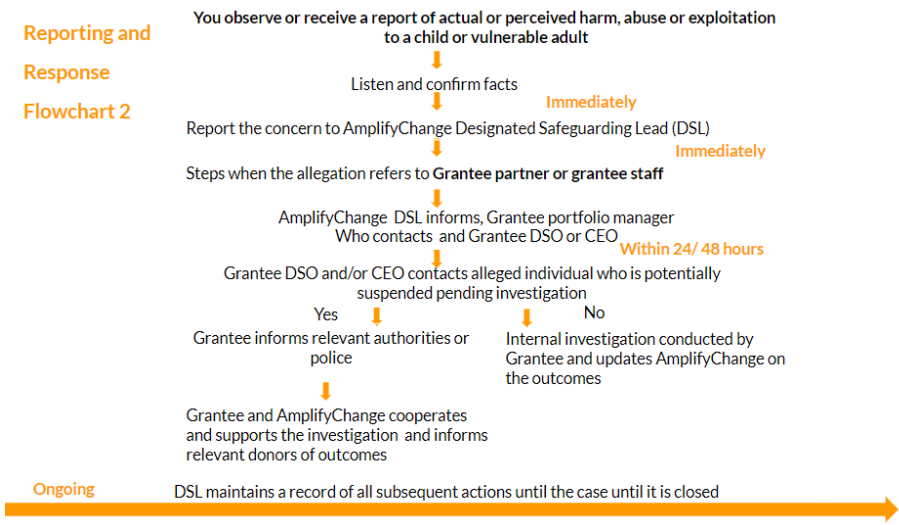 Reporting and
Response
Flowchart 2
You observe or receive a report of actual or perceived harm, abuse or exploitation
to a child or vulnerable adult
Listen and confirm facts
Immediately
Report the concern to AmplifyChange Designated Safeguarding Lead (DSL)
Immediately
Steps when the allegation refers to Grantee partner or grantee staff
AmplifyChange DSL informs, Grantee portfolio manager
Who contacts and Grantee DSO or CEO
Within 24/ 48 hours
Grantee DSO and/or CEO contacts alleged individual who is potentially
suspended pending investigation
Yes
No
Grantee informs relevant authorities or
police
Internal investigation conducted by
Grantee and updates AmplifyChange on
the outcomes
Grantee and AmplifyChange cooperates
and supports the investigation and informs
relevant donors of outcomes
Ongoing
DSL maintains a record of all subsequent actions until the case until it is closed